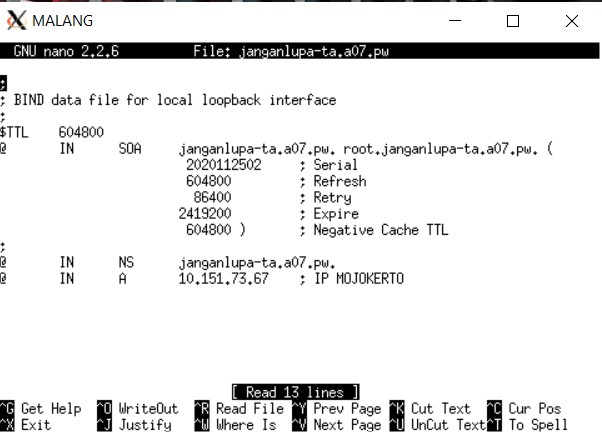 MALANG
GNU nano 2.2.6 File: janganlupa-ta.a07.pw
;
; BIND data file for local loopback interface
;
$TTL 604800
@ IN SOA janganlupa-ta.a07.pw. root.janganlupa-ta.a07.pw. (
2020112502 ; Serial
604800 ; Refresh
86400 ; Retry
2419200 ; Expire
604800 ) ; Negative Cache TTL
;
@ IN NS janganlupa-ta.a07.pw.
@ IN A 10.151.73.67 ; IP MOJOKERTO
[ Read 13 lines ]
^G Get Help ^O WriteOut ^R Read File ^Y Prev Page ^K Cut Text ^C Cur Pos
^X Exit ^J Justify ^W Where Is ^V Next Page ^U UnCut Text ^T To Spell